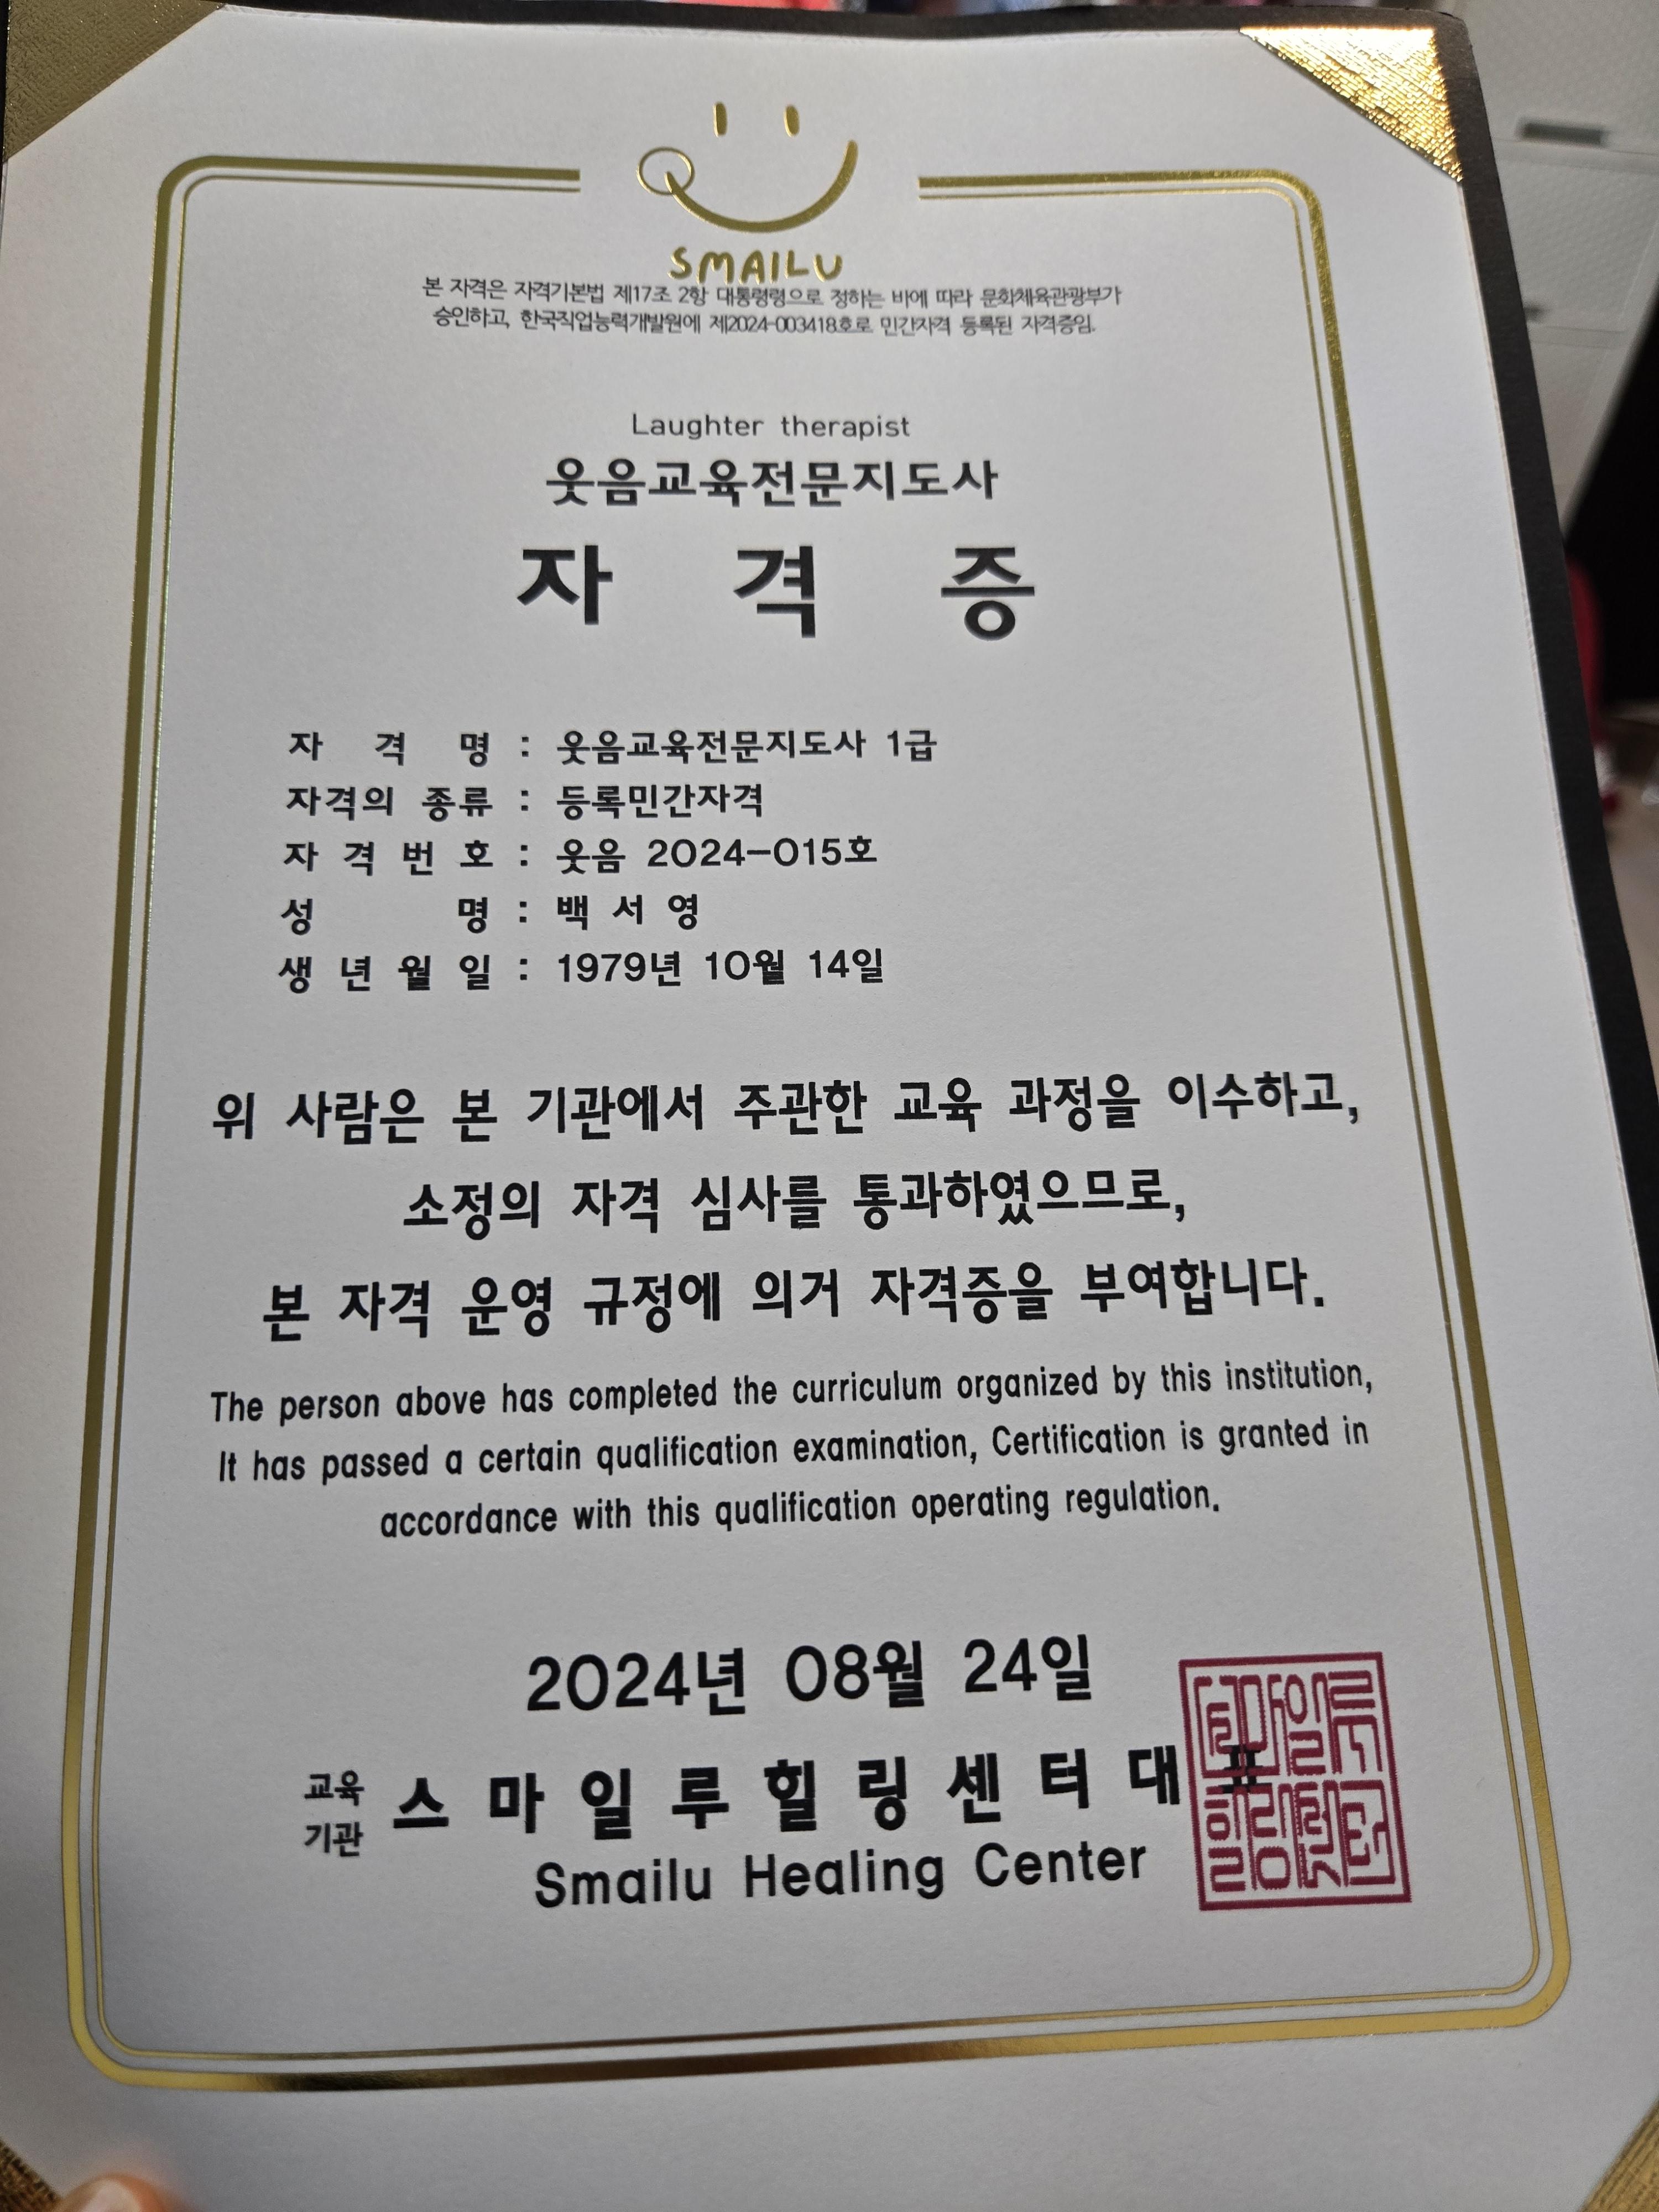 SMAILU
본 자격은 자격기본법 제17조 2항 대통령령으로 정하는 바에 따라 문화체육관광부가
승인하고, 한국직업능력개발원에 제2024-003418호로 민간자격 등록된 자격증임.
Laughter therapist
웃음교육전문지도사
자 격 증
자 격 명 : 웃음교육전문지도사 1급
자격의 종류 : 등록민간자격
자 격 번 호 : 웃음 2024-015호
성 명 : 백 서 영
생 년 월 일 : 1979년 10월 14일
위 사람은 본 기관에서 주관한 교육 과정을 이수하고,
소정의 자격 심사를 통과하였으므로,
본 자격 운영 규정에 의거 자격증을 부여합니다.
The person above has completed the curriculum organized by this institution,
It has passed a certain qualification examination, Certification is granted in
accordance with this qualification operating regulation.
2024년 08월 24일
교육
기관
스 마 일 루 힐 링 센 터 대 표
Smailu Healing Center